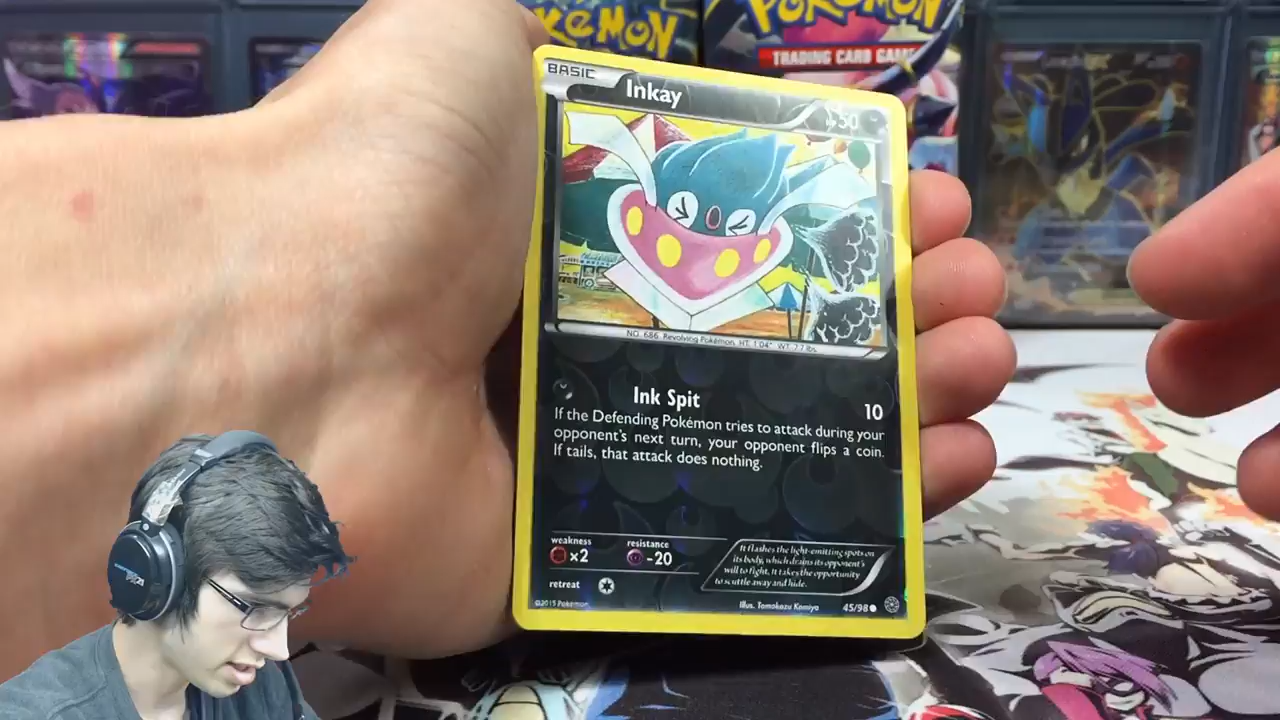 POKÉMON
POKÉMON
TRADING CARD GAME
BASIC
Inkay
HP 50
NO. 686 Revolving Pokémon HT: 1'04" WT: 7.7 lbs.
Ink Spit
10
If the Defending Pokémon tries to attack during your
opponent's next turn, your opponent flips a coin.
If tails, that attack does nothing.
weakness
x2
resistance
-20
It flashes the light-emitting spots on
its body, which drains its opponent's
will to fight. It takes the opportunity
to scuttle away and hide.
retreat
©2015 Pokémon
Illus. Tomokazu Komiya
45/98